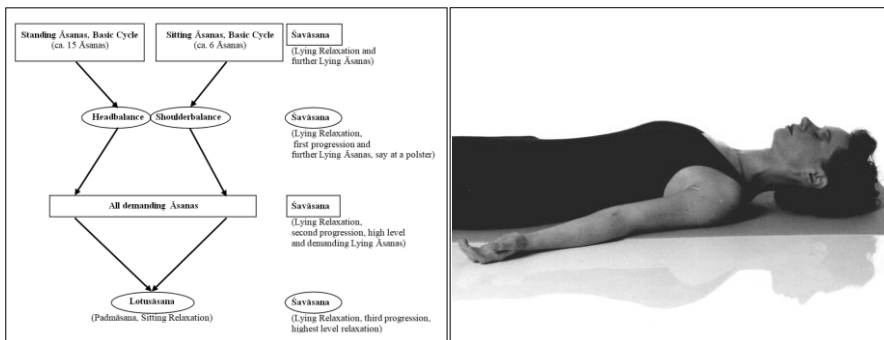 Standing Āsanas, Basic Cycle
(ca. 15 Āsanas)
Sitting Āsanas, Basic Cycle
(ca. 6 Āsanas)
Śavāsana
(Lying Relaxation and
further Lying Āsanas)
Headbalance
Shoulderbalance
Śavāsana
(Lying Relaxation,
first progression and
further Lying Āsanas, say at a polster)
All demanding Āsanas
Śavāsana
(Lying Relaxation,
second progression, high level
and demanding Lying Āsanas)
Lotusāsana
(Padmāsana, Sitting Relaxation)
Śavāsana
(Lying Relaxation, third progression,
highest level relaxation)